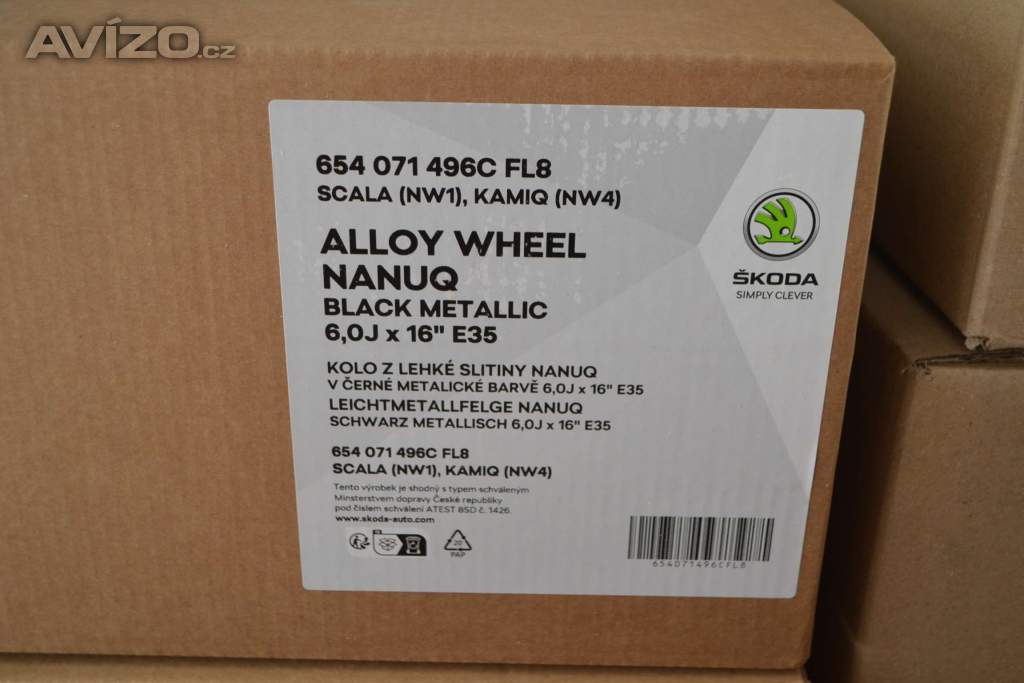 AVÍZO.cz
654 071 496C FL8
SCALA (NW1), KAMIQ (NW4)
ALLOY WHEEL
NANUQ
BLACK METALLIC
6,0J x 16" E35
ŠKODA
SIMPLY CLEVER
KOLO Z LEHKÉ SLITINY NANUQ
V ČERNÉ METALICKÉ BARVĚ 6,0J x 16" E35
LEICHTMETALLFELGE NANUQ
SCHWARZ METALLISCH 6,0J x 16" E35
654 071 496C FL8
SCALA (NW1), KAMIQ (NW4)
Tento výrobek je shodný s typem schváleným
Minsterstvem dopravy České republiky
pod číslem schválení ATEST 8SD č. 1426.
www.skoda-auto.com
20
PAP
654071496CFL8